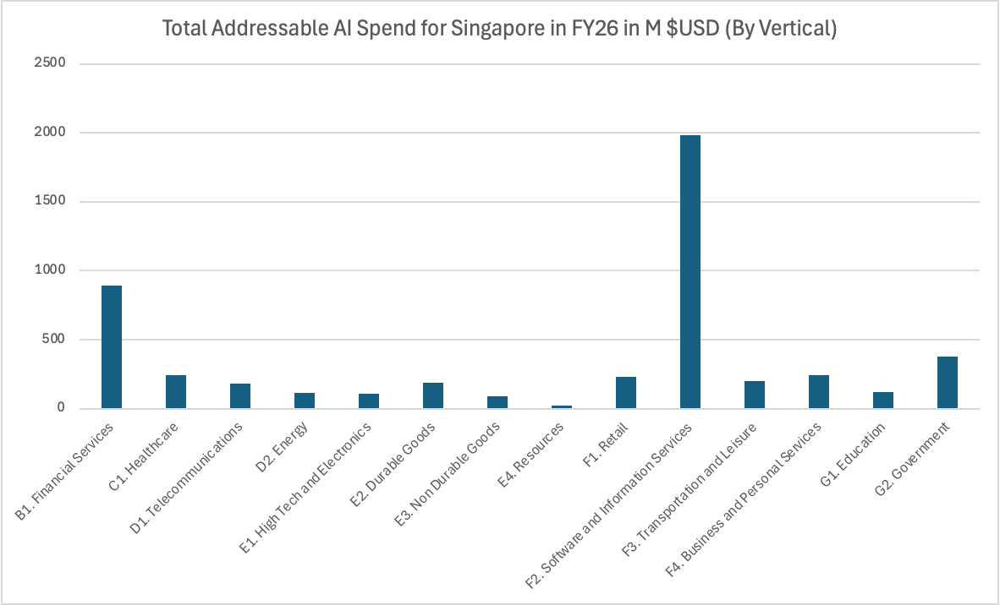 Total Addressable AI Spend for Singapore in FY26 in M $USD (By Vertical)
2500
2000
1500
1000
500
0
B1. Financial Services
C1. Healthcare
D1. Telecommunications
D2. Energy
E1. High Tech and Electronics
E2. Durable Goods
E3. Non Durable Goods
E4. Resources
F1. Retail
F2. Software and Information Services
F3. Transportation and Leisure
F4. Business and Personal Services
G1. Education
G2. Government